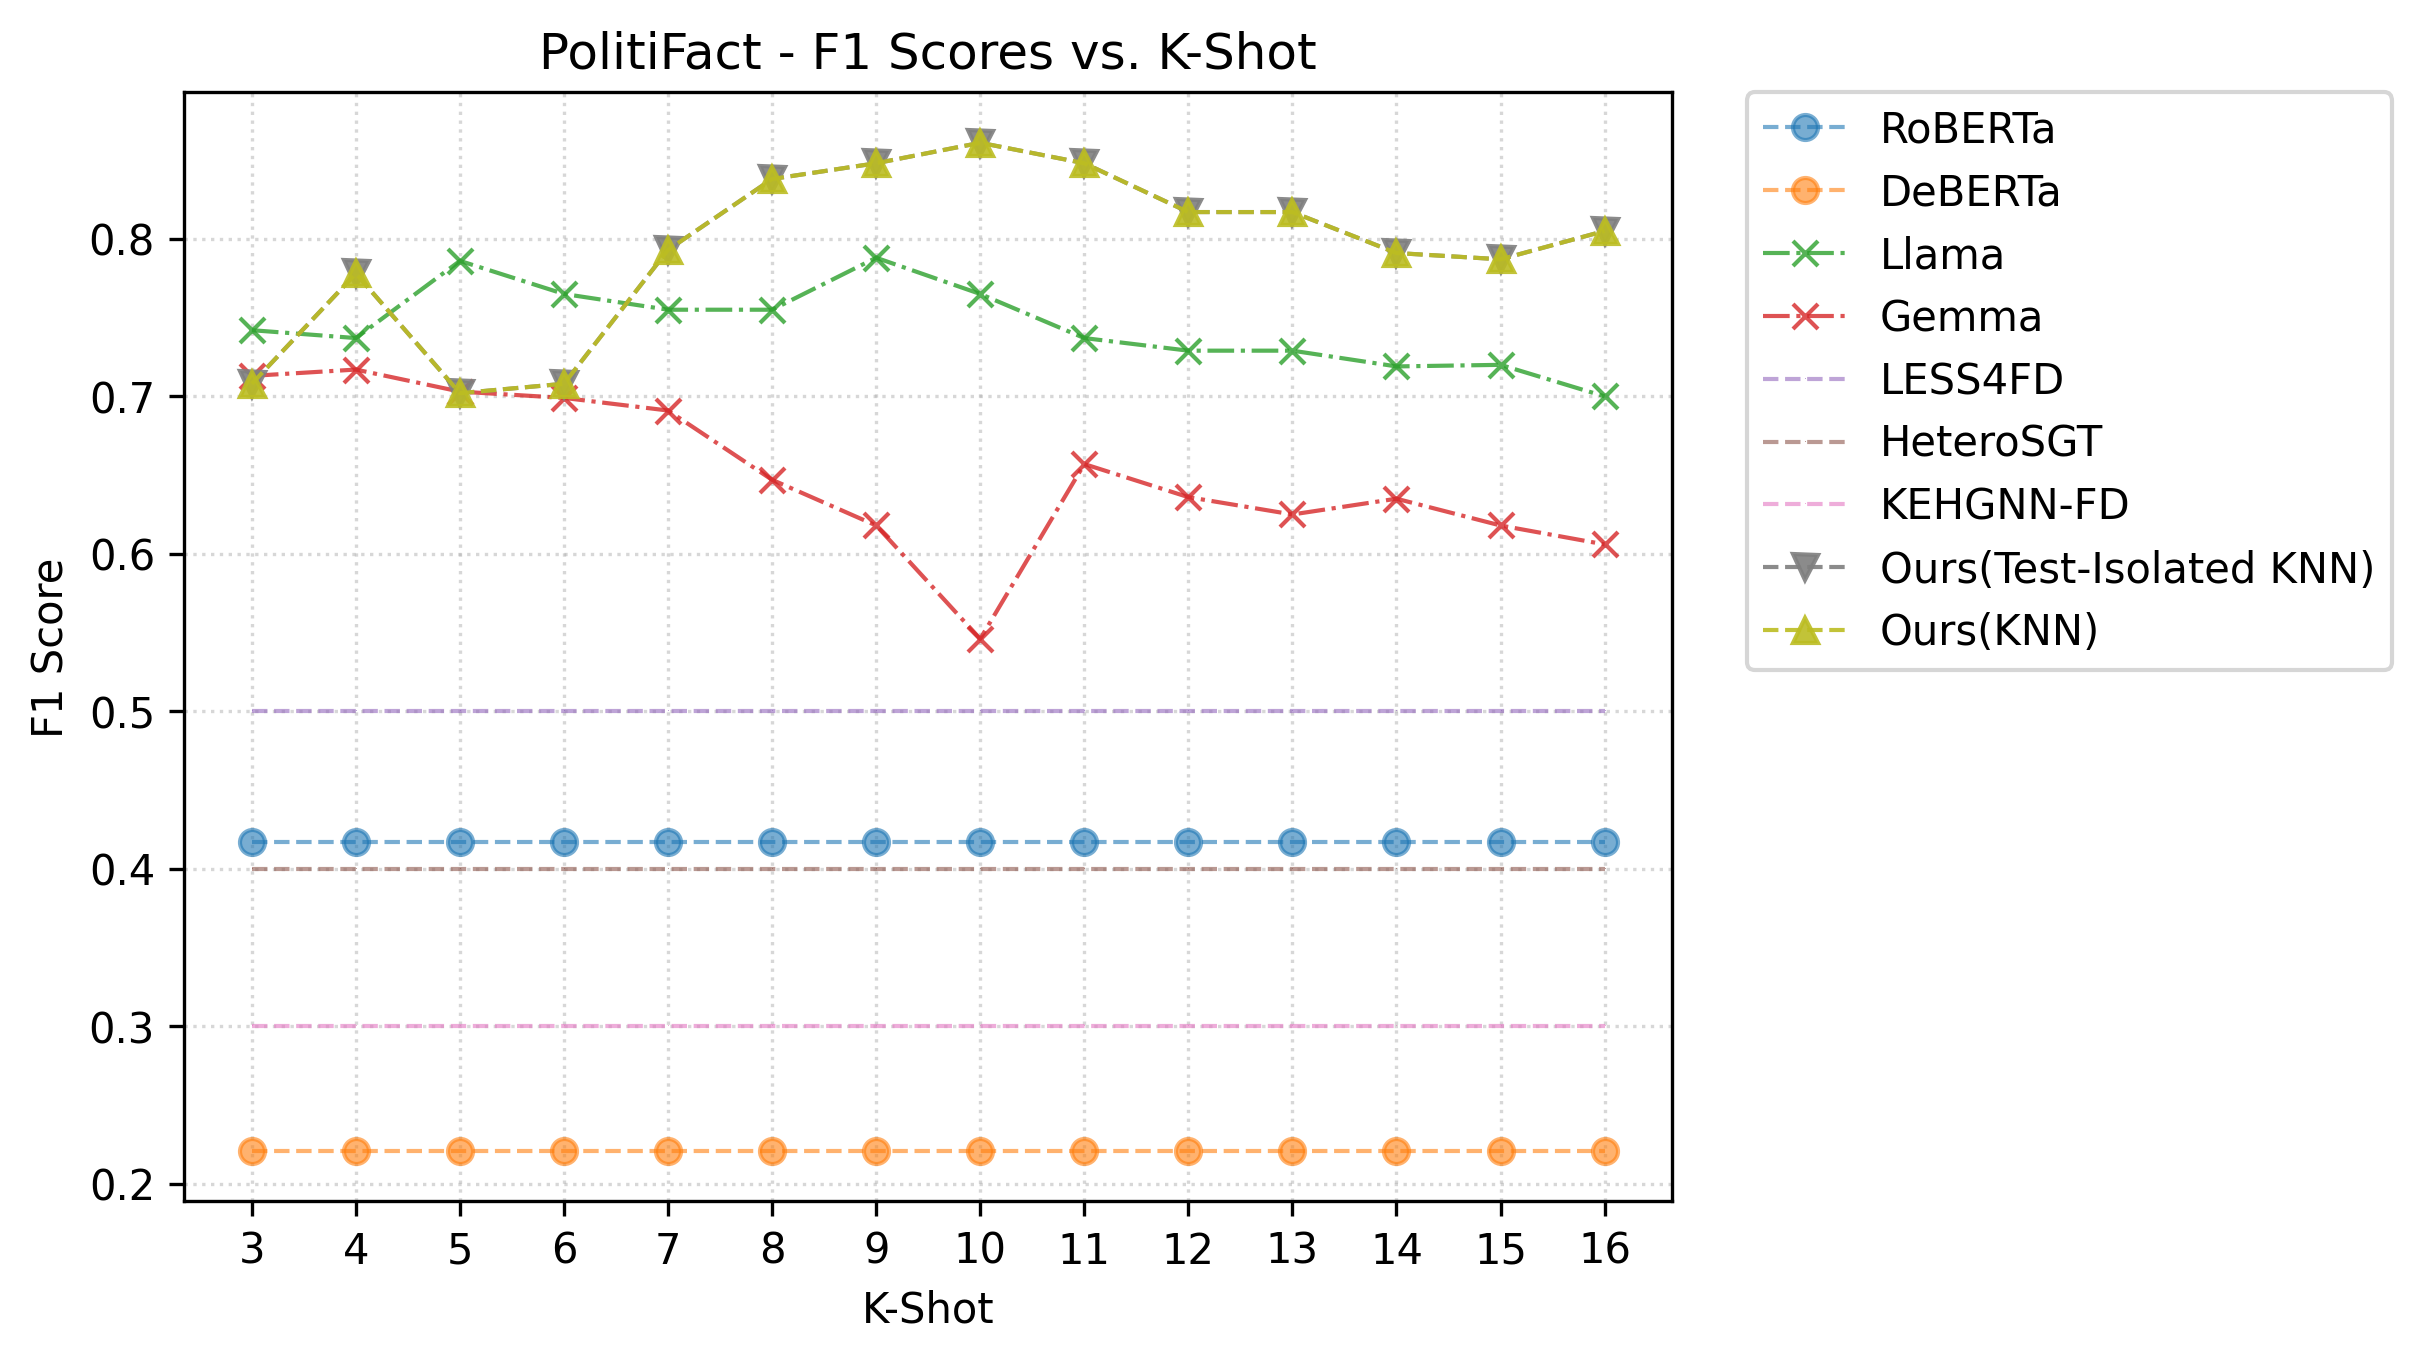 PolitiFact - F1 Scores vs. K-Shot
RoBERTa
DeBERTa
Llama
Gemma
LESS4FD
HeteroSGT
KEHGNN-FD
Ours(Test-Isolated KNN)
Ours(KNN)
F1 Score
0.8
0.7
0.6
0.5
0.4
0.3
0.2
3 4 5 6 7 8 9 10 11 12 13 14 15 16
K-Shot